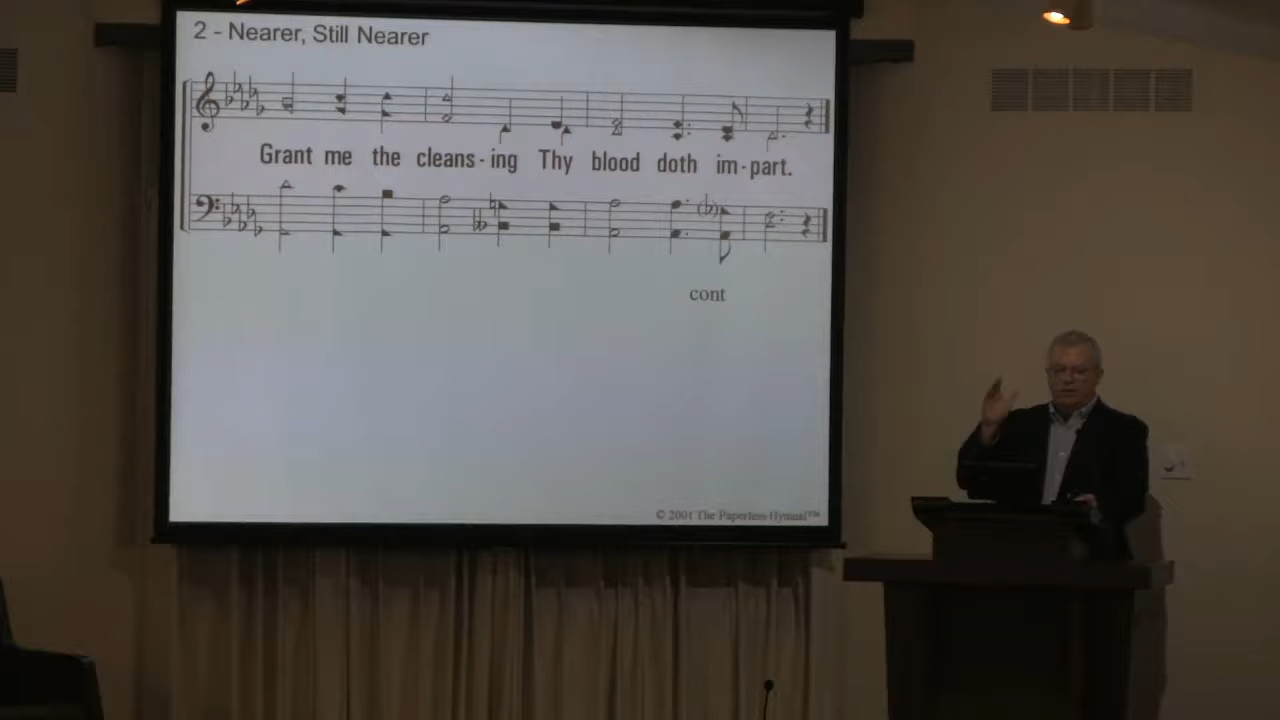 2 - Nearer, Still Nearer
Grant me the cleans - ing Thy blood doth im - part.
cont
© 2001 The Paperless Hymnal™